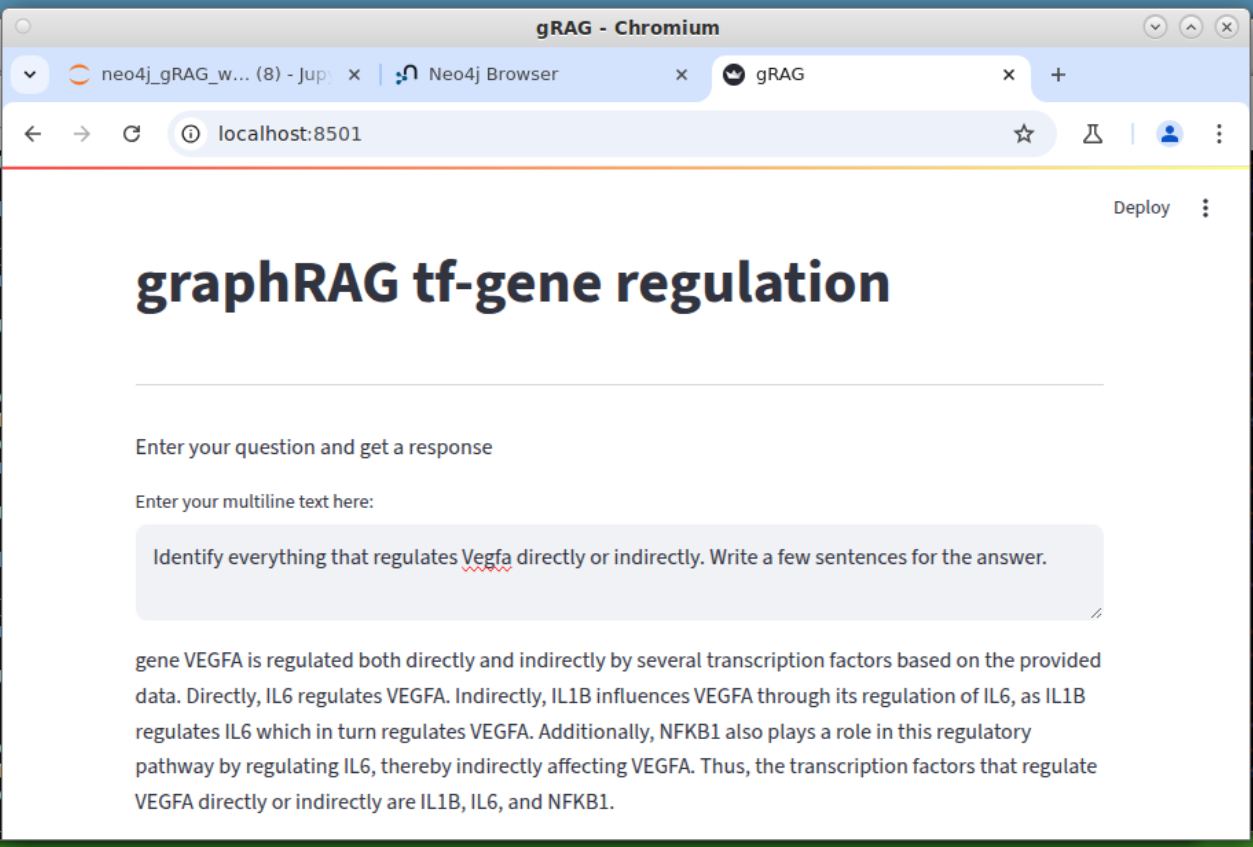 gRAG - Chromium
neo4j_gRAG_w... (8) - Jup
Neo4j Browser
gRAG
localhost:8501
Deploy
graphRAG tf-gene regulation
Enter your question and get a response
Enter your multiline text here:
Identify everything that regulates Vegfa directly or indirectly. Write a few sentences for the answer.
gene VEGFA is regulated both directly and indirectly by several transcription factors based on the provided
data. Directly, IL6 regulates VEGFA. Indirectly, IL1B influences VEGFA through its regulation of IL6, as IL1B
regulates IL6 which in turn regulates VEGFA. Additionally, NFKB1 also plays a role in this regulatory
pathway by regulating IL6, thereby indirectly affecting VEGFA. Thus, the transcription factors that regulate
VEGFA directly or indirectly are IL1B, IL6, and NFKB1.